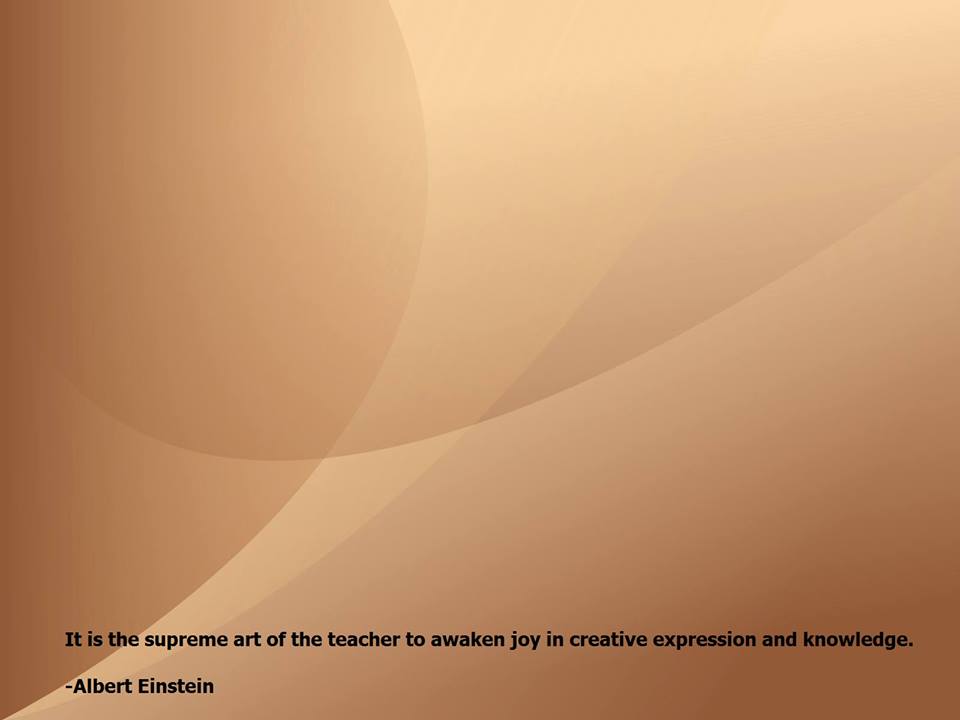 It is the supreme art of the teacher to awaken joy in creative expression and knowledge.
-Albert Einstein